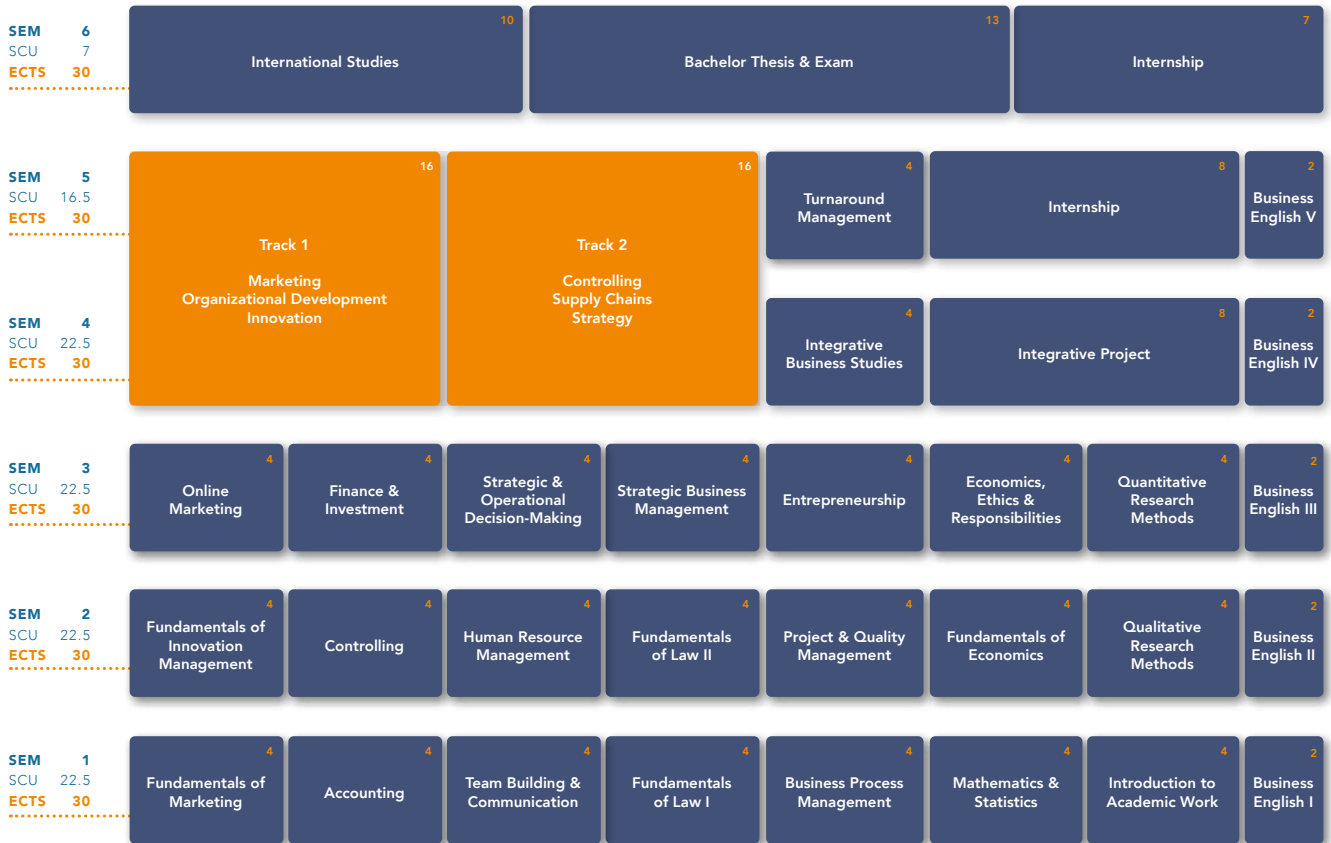 SEM 6
SCU 7
ECTS 30
10
International Studies
13
Bachelor Thesis & Exam
7
Internship
SEM 5
SCU 16.5
ECTS 30
SEM 4
SCU 22.5
ECTS 30
16
Track 1
Marketing
Organizational Development
Innovation
16
Track 2
Controlling
Supply Chains
Strategy
4
Turnaround
Management
8
Internship
2
Business
English V
4
Integrative
Business Studies
8
Integrative Project
2
Business
English IV
SEM 3
SCU 22.5
ECTS 30
4
Online
Marketing
4
Finance &
Investment
4
Strategic &
Operational
Decision-Making
4
Strategic Business
Management
4
Entrepreneurship
4
Economics,
Ethics &
Responsibilities
4
Quantitative
Research
Methods
2
Business
English III
SEM 2
SCU 22.5
ECTS 30
4
Fundamentals of
Innovation
Management
4
Controlling
4
Human Resource
Management
4
Fundamentals
of Law II
4
Project & Quality
Management
4
Fundamentals of
Economics
4
Qualitative
Research
Methods
2
Business
English II
SEM 1
SCU 22.5
ECTS 30
4
Fundamentals of
Marketing
4
Accounting
4
Team Building &
Communication
4
Fundamentals
of Law I
4
Business Process
Management
4
Mathematics &
Statistics
4
Introduction to
Academic Work
2
Business
English I